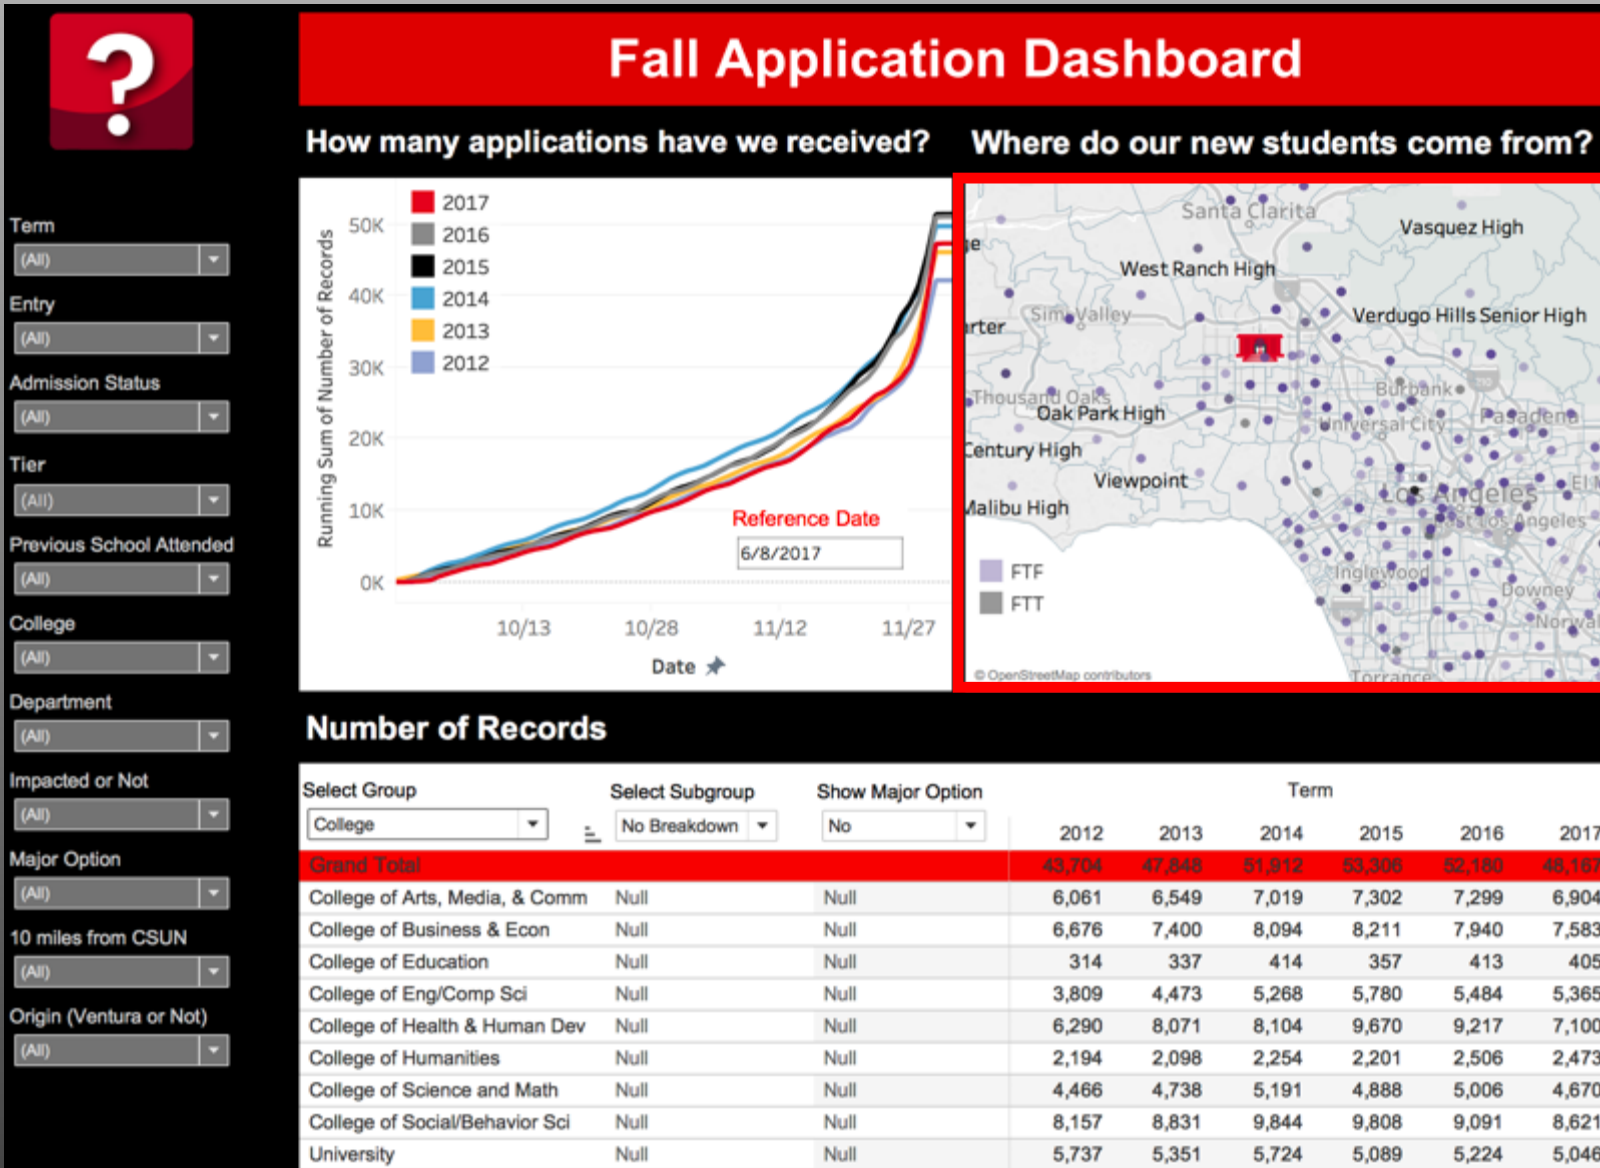 ?
Fall Application Dashboard
How many applications have we received?
Where do our new students come from?
Term
(All)
Entry
(All)
Admission Status
(All)
Tier
(All)
Previous School Attended
(All)
College
(All)
Department
(All)
Impacted or Not
(All)
Major Option
(All)
10 miles from CSUN
(All)
Origin (Ventura or Not)
(All)
Running Sum of Number of Records
50K
40K
30K
20K
10K
0K
2017
2016
2015
2014
2013
2012
Reference Date
6/8/2017
10/13 10/28 11/12 11/27
Date
Santa Clarita
Vasquez High
ge
West Ranch High
Simi Valley
Verdugo Hills Senior High
arter
Burbank
Thousand Oaks
Oak Park High
Universal City
Pasadena
Century High
Viewpoint
Los Angeles
El M
Malibu High
East Los Angeles
FTF
FTT
Inglewood
Downey
Norwal
Torrance
© OpenStreetMap contributors
Number of Records
Select Group Select Subgroup Show Major Option Term
College No Breakdown No 2012 2013 2014 2015 2016 2017
Grand Total 43,704 47,848 51,912 53,306 52,180 48,167
College of Arts, Media, & Comm Null Null 6,061 6,549 7,019 7,302 7,299 6,904
College of Business & Econ Null Null 6,676 7,400 8,094 8,211 7,940 7,583
College of Education Null Null 314 337 414 357 413 405
College of Eng/Comp Sci Null Null 3,809 4,473 5,268 5,780 5,484 5,365
College of Health & Human Dev Null Null 6,290 8,071 8,104 9,670 9,217 7,100
College of Humanities Null Null 2,194 2,098 2,254 2,201 2,506 2,473
College of Science and Math Null Null 4,466 4,738 5,191 4,888 5,006 4,670
College of Social/Behavior Sci Null Null 8,157 8,831 9,844 9,808 9,091 8,621
University Null Null 5,737 5,351 5,724 5,089 5,224 5,046